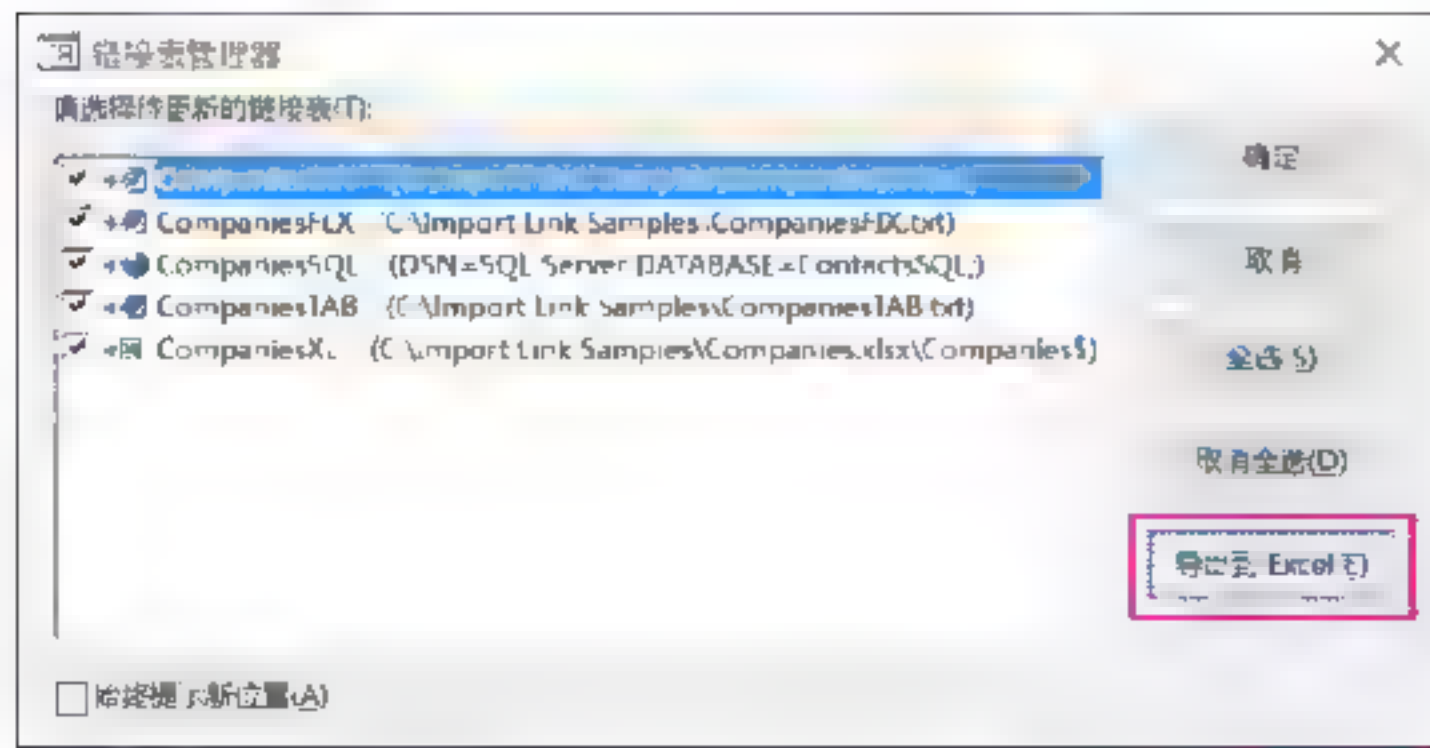 链接表管理器
请选择待更新的链接表(T):
CompaniesFIX (C:\Import Link Samples\CompaniesFIX.txt)
CompaniesSQL (DSN=SQL Server;DATABASE=ContactsSQL;)
CompaniesTAB (C:\Import Link Samples\CompaniesTAB.txt)
CompaniesXL (C:\Import Link Samples\Companies.xlsx\Companies$)
确定
取消
全选(S)
取消全选(D)
导出到 Excel(E)
始终提示新位置(A)